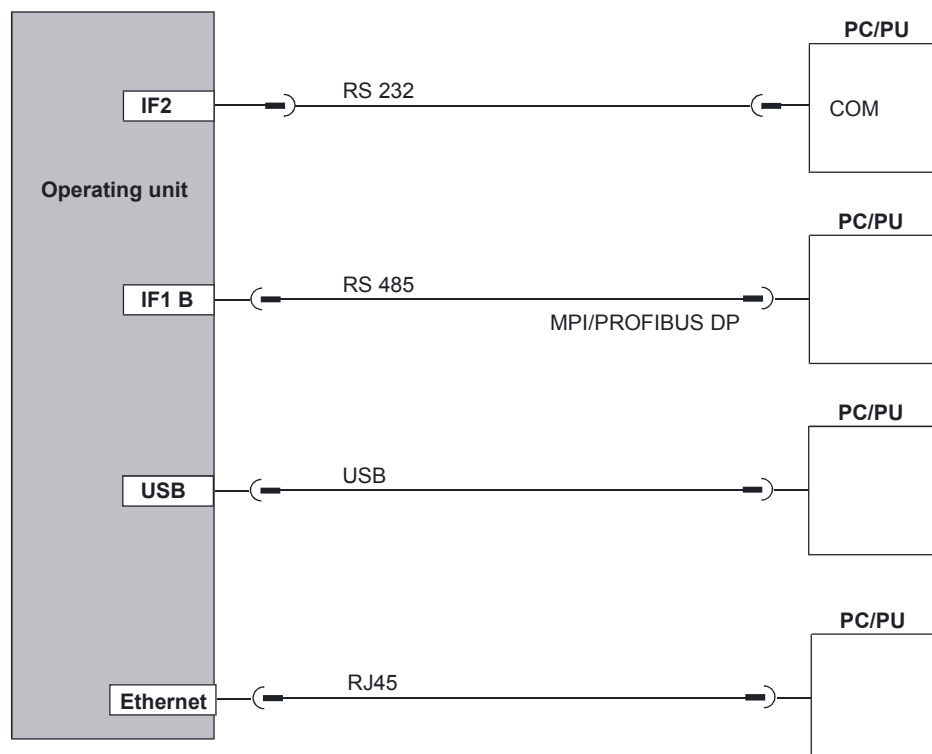 PC/PU
IF2
RS 232
COM
Operating unit
PC/PU
IF1 B
RS 485
MPI/PROFIBUS DP
PC/PU
USB
USB
PC/PU
Ethernet
RJ45